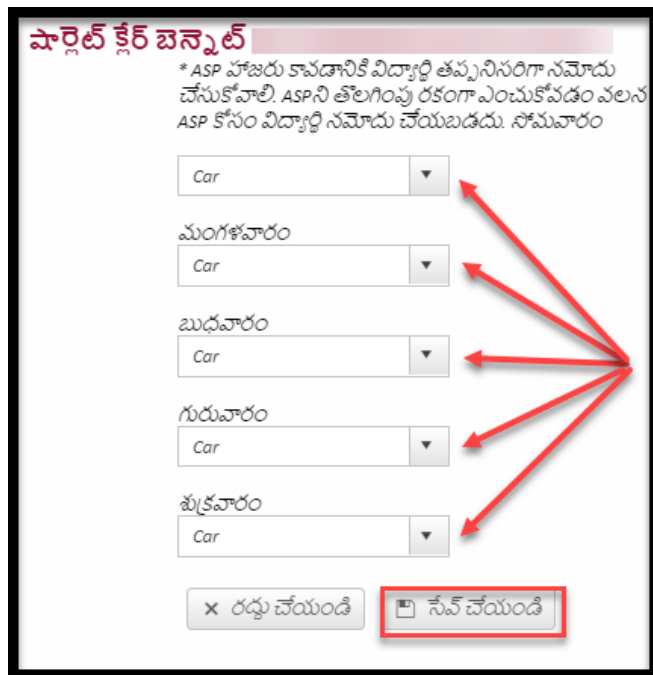 షార్లెట్ క్లేర్ బెన్నెట్
* ASP హాజరు కావడానికి విద్యార్థి తప్పనిసరిగా నమోదు
చేసుకోవాలి. ASPని తొలగింపు రకంగా ఎంచుకోవడం వలన
ASP కోసం విద్యార్థి నమోదు చేయబడదు. సోమవారం
Car
మంగళవారం
Car
బుధవారం
Car
గురువారం
Car
శుక్రవారం
Car
రద్దు చేయండి
సేవ్ చేయండి